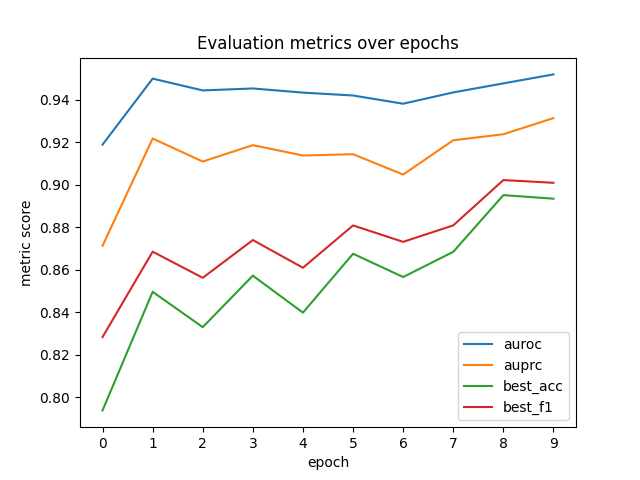 Evaluation metrics over epochs
metric score
0.94
0.92
0.90
0.88
0.86
0.84
0.82
0.80
0 1 2 3 4 5 6 7 8 9
epoch
auroc
auprc
best_acc
best_f1